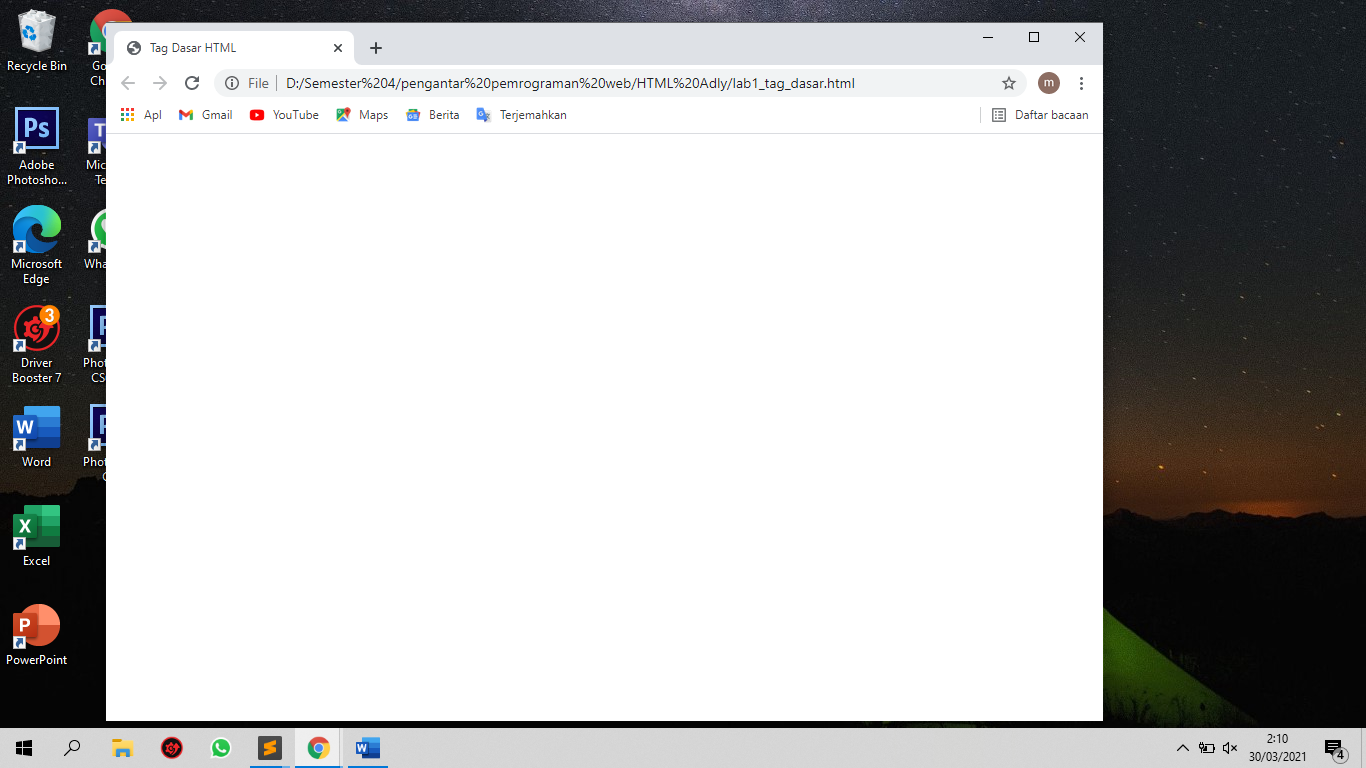 Tag Dasar HTML
File
D:/Semester%204/pengantar%20pemrograman%20web/HTML%20Adly/lab1_tag_dasar.html
m
Apl
Gmail
YouTube
Maps
Berita
Terjemahkan
Daftar bacaan
Recycle Bin
Go
Ch
Ps
Adobe
Photosho...
T
Mic
Te
Microsoft
Edge
Wha
3
Driver
Booster 7
Phot
CS
W
Word
Phot
C
X
Excel
P
PowerPoint
W
2:10
30/03/2021
4